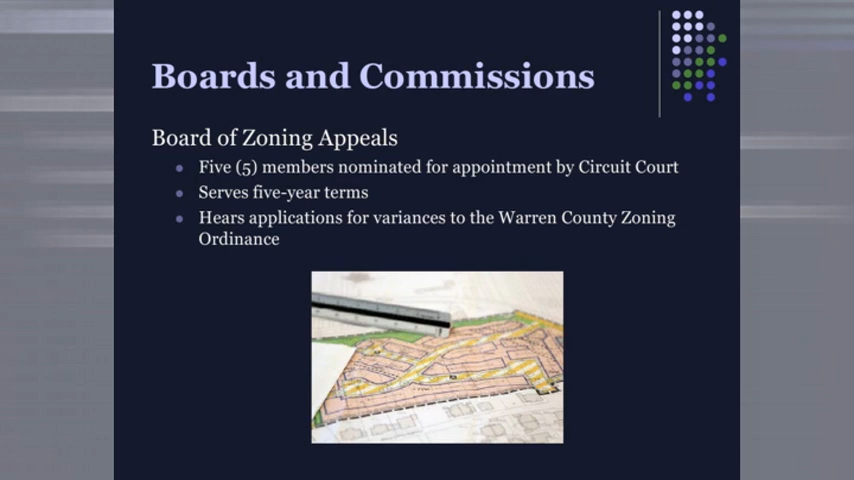 Boards and Commissions
Board of Zoning Appeals
Five (5) members nominated for appointment by Circuit Court
Serves five-year terms
Hears applications for variances to the Warren County Zoning
Ordinance